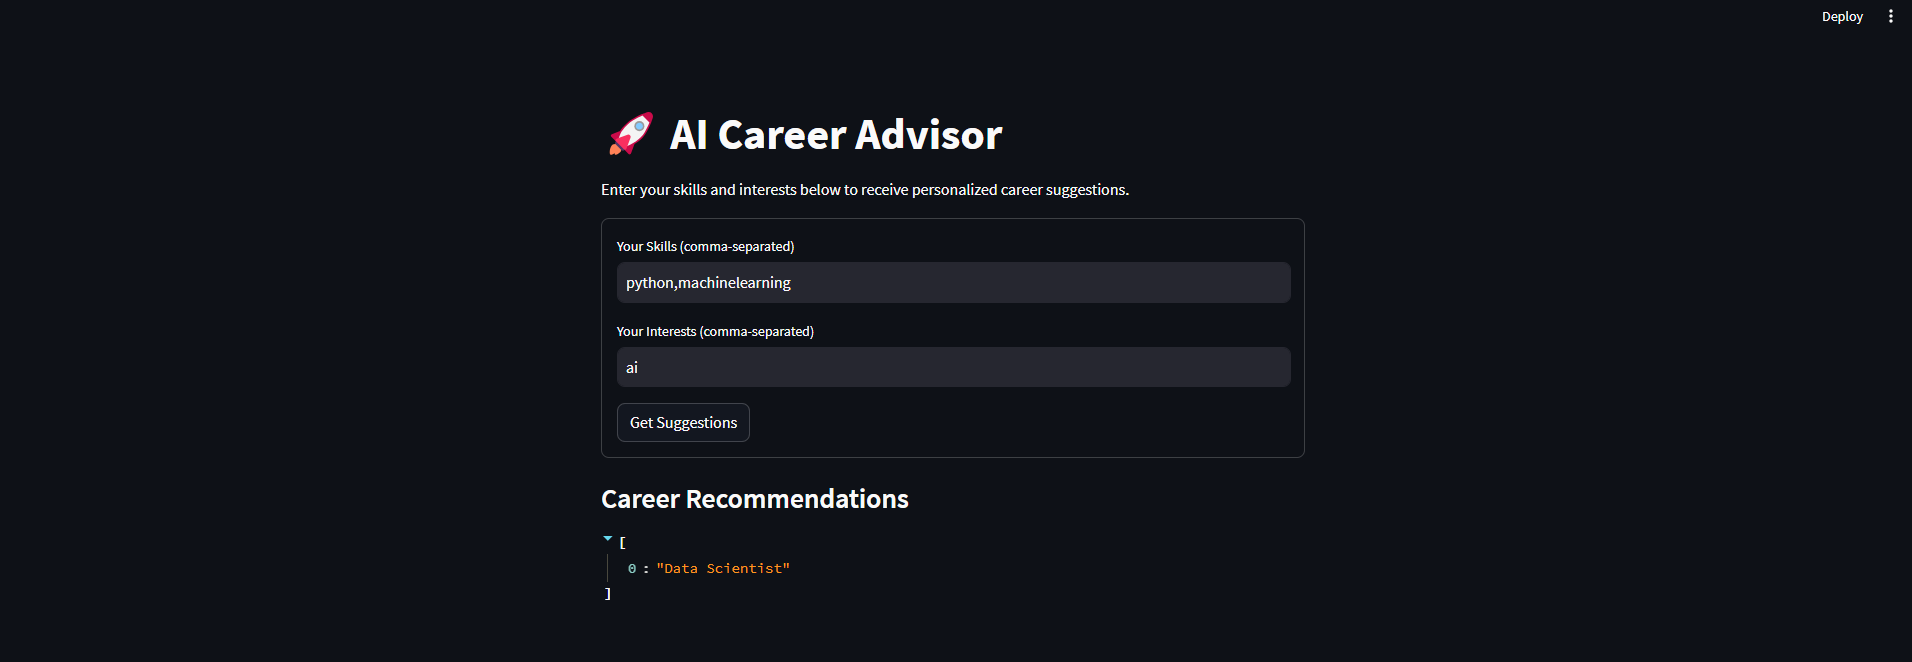 Deploy
AI Career Advisor
Enter your skills and interests below to receive personalized career suggestions.
Your Skills (comma-separated)
python,machinelearning
Your Interests (comma-separated)
ai
Get Suggestions
Career Recommendations
[
0 : "Data Scientist"
]